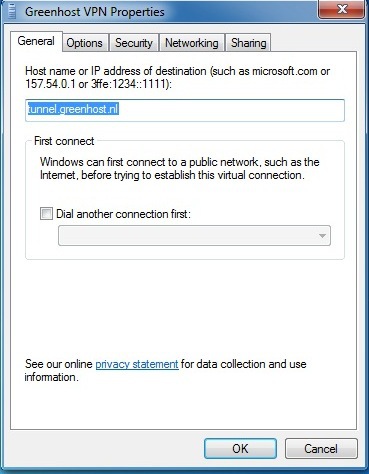 Greenhost VPN Properties
General Options Security Networking Sharing
Host name or IP address of destination (such as microsoft.com or
157.54.0.1 or 3ffe:1234::1111):
tunnel.greenhost.nl
First connect
Windows can first connect to a public network, such as the
Internet, before trying to establish this virtual connection.
Dial another connection first:
See our online privacy statement for data collection and use
information.
OK Cancel